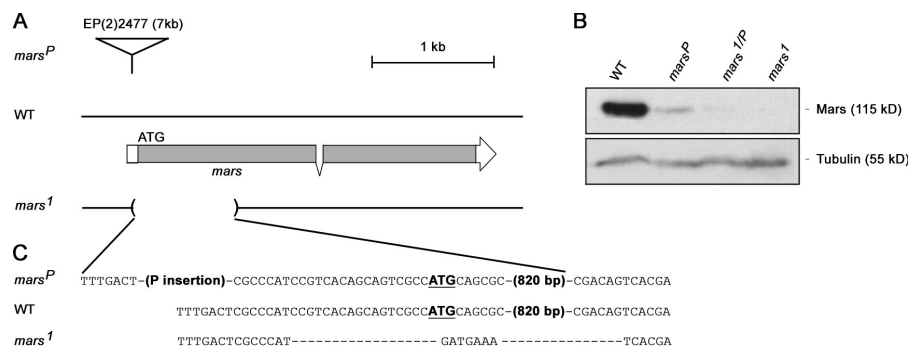 A
EP(2)2477 (7kb)
mars^P
1 kb
WT
ATG
mars
mars^1
B
WT
mars^P
mars^1/P
mars^1
- Mars (115 kD)
- Tubulin (55 kD)
C
mars^P TTTGACT-(P insertion)-CGCCCATCCGTCACAGCAGTCGCCATGCAGCGC-(820 bp)-CGACAGTCACGA
WT TTTGACTCGCCCATCCGTCACAGCAGTCGCCATGCAGCGC-(820 bp)-CGACAGTCACGA
mars^1 TTTGACTCGCCCAT------------------GATGAAA---------------TCACGA